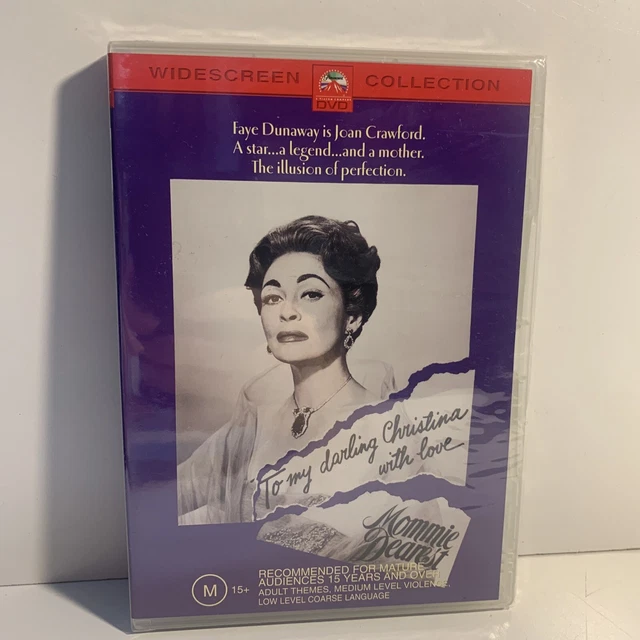 WIDESCREEN COLLECTION
DVD
Faye Dunaway is Joan Crawford.
A star...a legend...and a mother.
The illusion of perfection.
To my darling Christina
with love
Mommie
Dearest
M 15+
RECOMMENDED FOR MATURE
AUDIENCES 15 YEARS AND OVER
ADULT THEMES, MEDIUM LEVEL VIOLENCE,
LOW LEVEL COARSE LANGUAGE